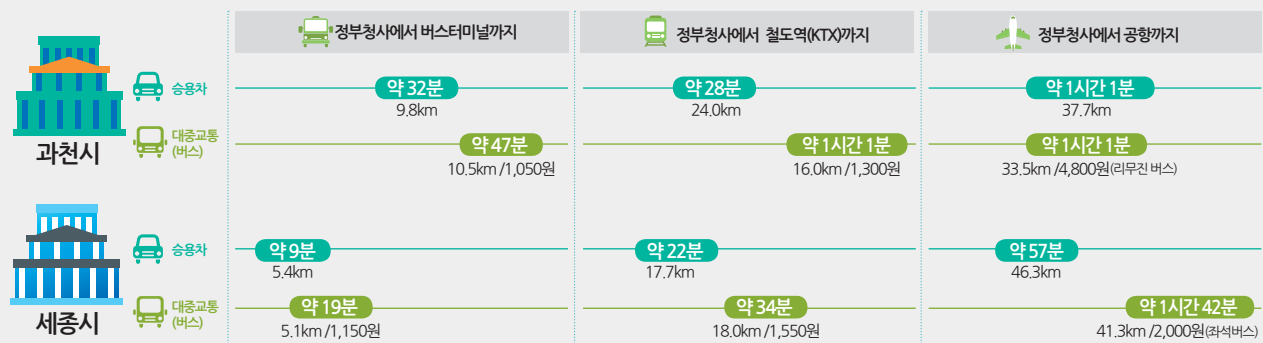 정부청사에서 버스터미널까지
정부청사에서 철도역(KTX)까지
정부청사에서 공항까지
과천시
승용차
약 32분
9.8km
약 28분
24.0km
약 1시간 1분
37.7km
대중교통
(버스)
약 47분
10.5km /1,050원
약 1시간 1분
16.0km /1,300원
약 1시간 1분
33.5km /4,800원(리무진 버스)
세종시
승용차
약 9분
5.4km
약 22분
17.7km
약 57분
46.3km
대중교통
(버스)
약 19분
5.1km /1,150원
약 34분
18.0km /1,550원
약 1시간 42분
41.3km /2,000원(좌석버스)